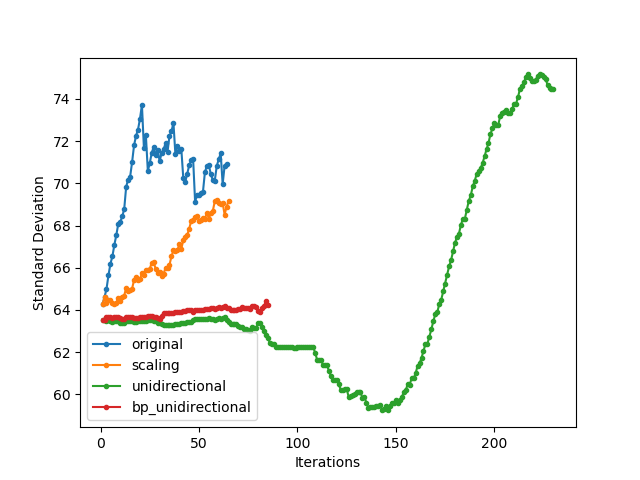 74
72
70
68
66
64
62
60
Standard Deviation
original
scaling
unidirectional
bp_unidirectional
0 50 100 150 200
Iterations